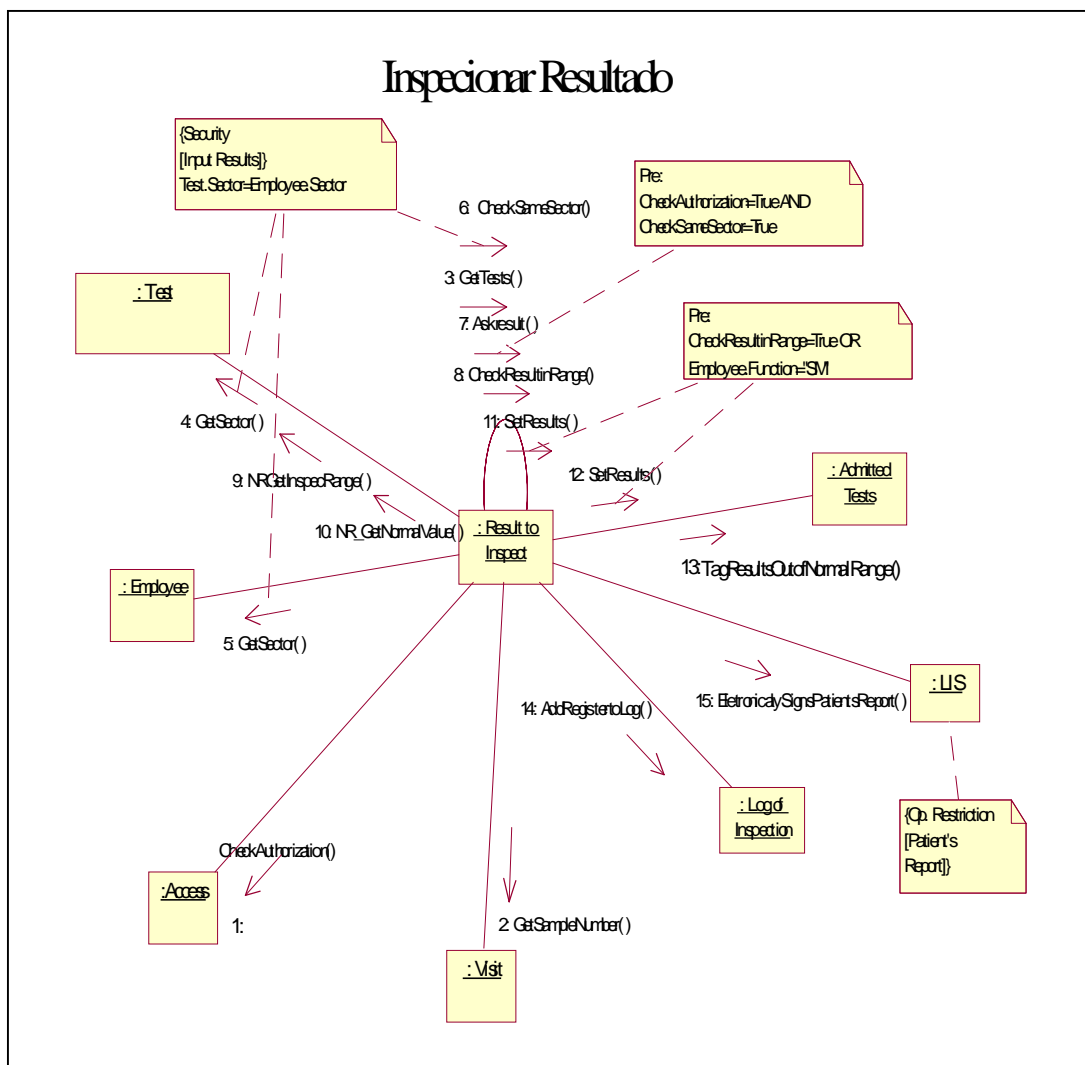 Inspecionar Resultado
{Security
[Input Results]}
Test.Sector=Employee.Sector
6: CheckSameSector()
Pre:
CheckAuthorization=True AND
CheckSameSector=True
3: GetTests()
: Test
7: Askresult()
Pre:
CheckResultinRange=True OR
Employee.Function="SM'
8: CheckResultinRange()
4: GetSector()
11: SetResults()
9: NRGetInspecRange()
12: SetResults()
: Admitted
Tests
10: NR_GetNormalValue()
: Result to
Inspect
13:TagResultsOutofNormalRange()
: Employee
5: GetSector()
: LIS
14: AddRegistertoLog()
15: EletronicalySignsPatientsReport()
: Log of
Inspection
{Op. Restriction
[Patient's
Report]}
CheckAuthorization()
:Access
1:
2: GetSampleNumber()
: Visit